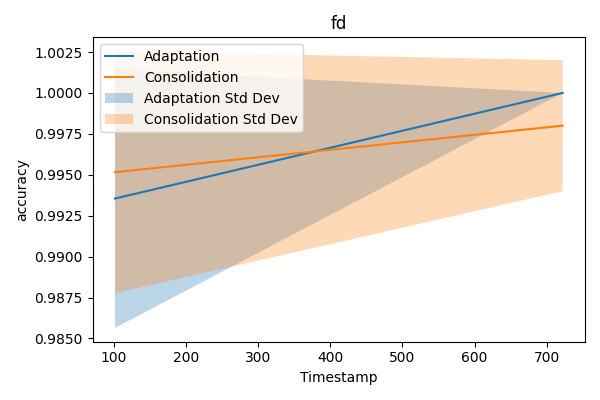 fd
1.0025
1.0000
0.9975
0.9950
0.9925
0.9900
0.9875
0.9850
accuracy
Adaptation
Consolidation
Adaptation Std Dev
Consolidation Std Dev
100 200 300 400 500 600 700
Timestamp